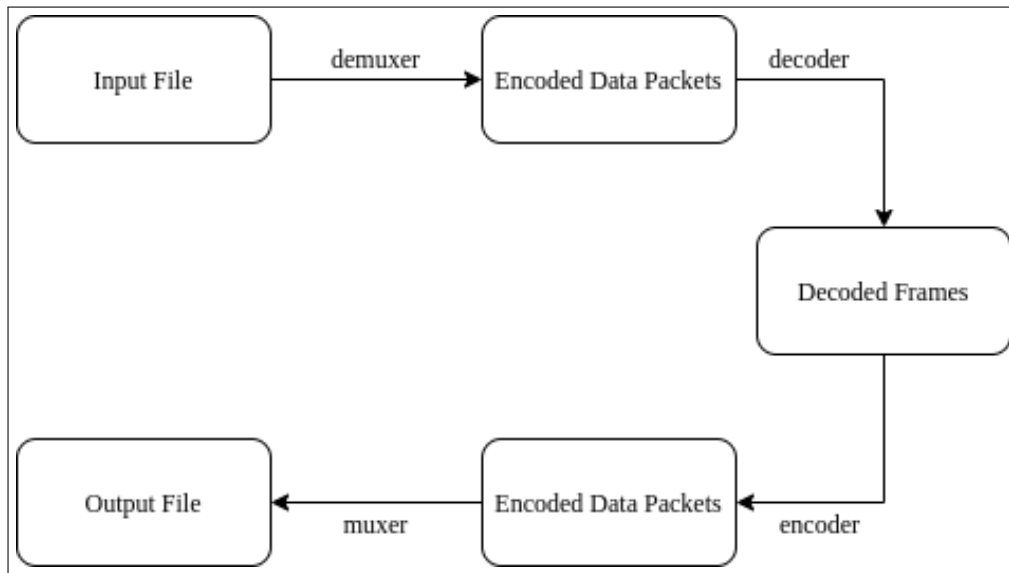 Input File
demuxer
Encoded Data Packets
decoder
Decoded Frames
encoder
Encoded Data Packets
muxer
Output File